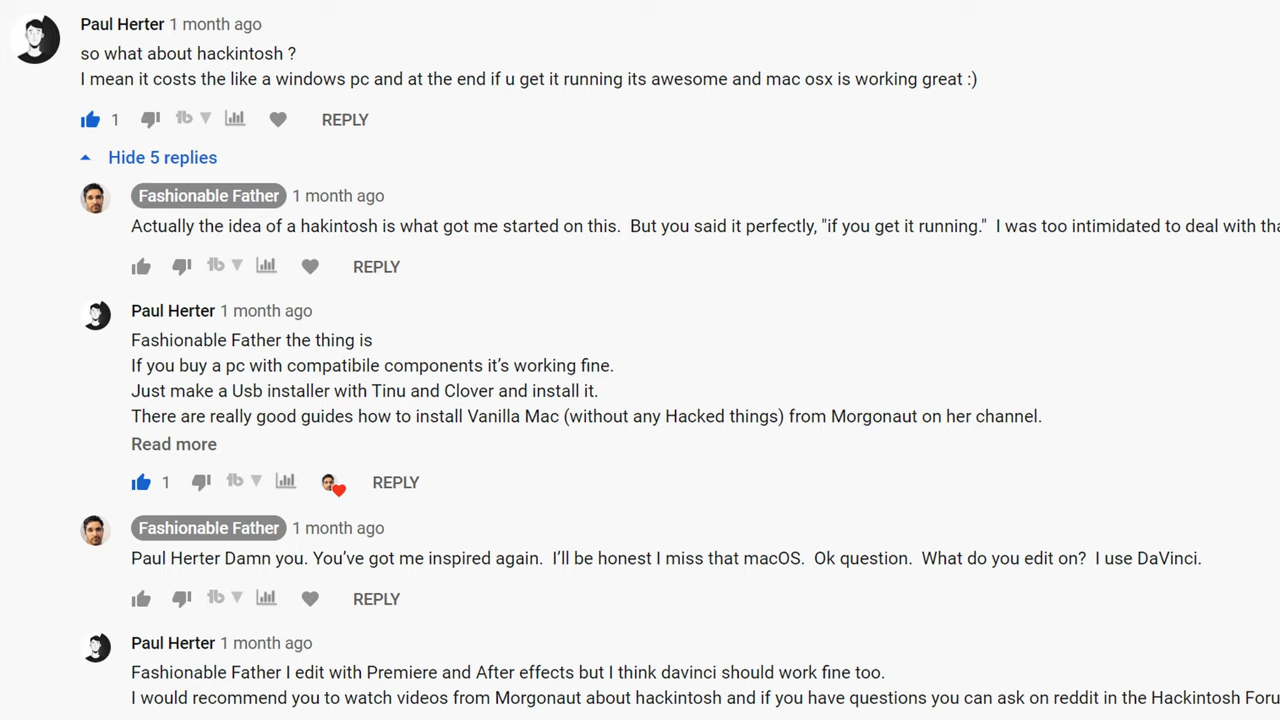 Paul Herter 1 month ago
so what about hackintosh ?
I mean it costs the like a windows pc and at the end if u get it running its awesome and mac osx is working great :)
1 REPLY
Hide 5 replies
Fashionable Father 1 month ago
Actually the idea of a hakintosh is what got me started on this. But you said it perfectly, "if you get it running." I was too intimidated to deal with
REPLY
Paul Herter 1 month ago
Fashionable Father the thing is
If you buy a pc with compatibile components it’s working fine.
Just make a Usb installer with Tinu and Clover and install it.
There are really good guides how to install Vanilla Mac (without any Hacked things) from Morgonaut on her channel.
Read more
1 REPLY
Fashionable Father 1 month ago
Paul Herter Damn you. You’ve got me inspired again. I’ll be honest I miss that macOS. Ok question. What do you edit on? I use DaVinci.
REPLY
Paul Herter 1 month ago
Fashionable Father I edit with Premiere and After effects but I think davinci should work fine too.
I would recommend you to watch videos from Morgonaut about hackintosh and if you have questions you can ask on reddit in the Hackintosh